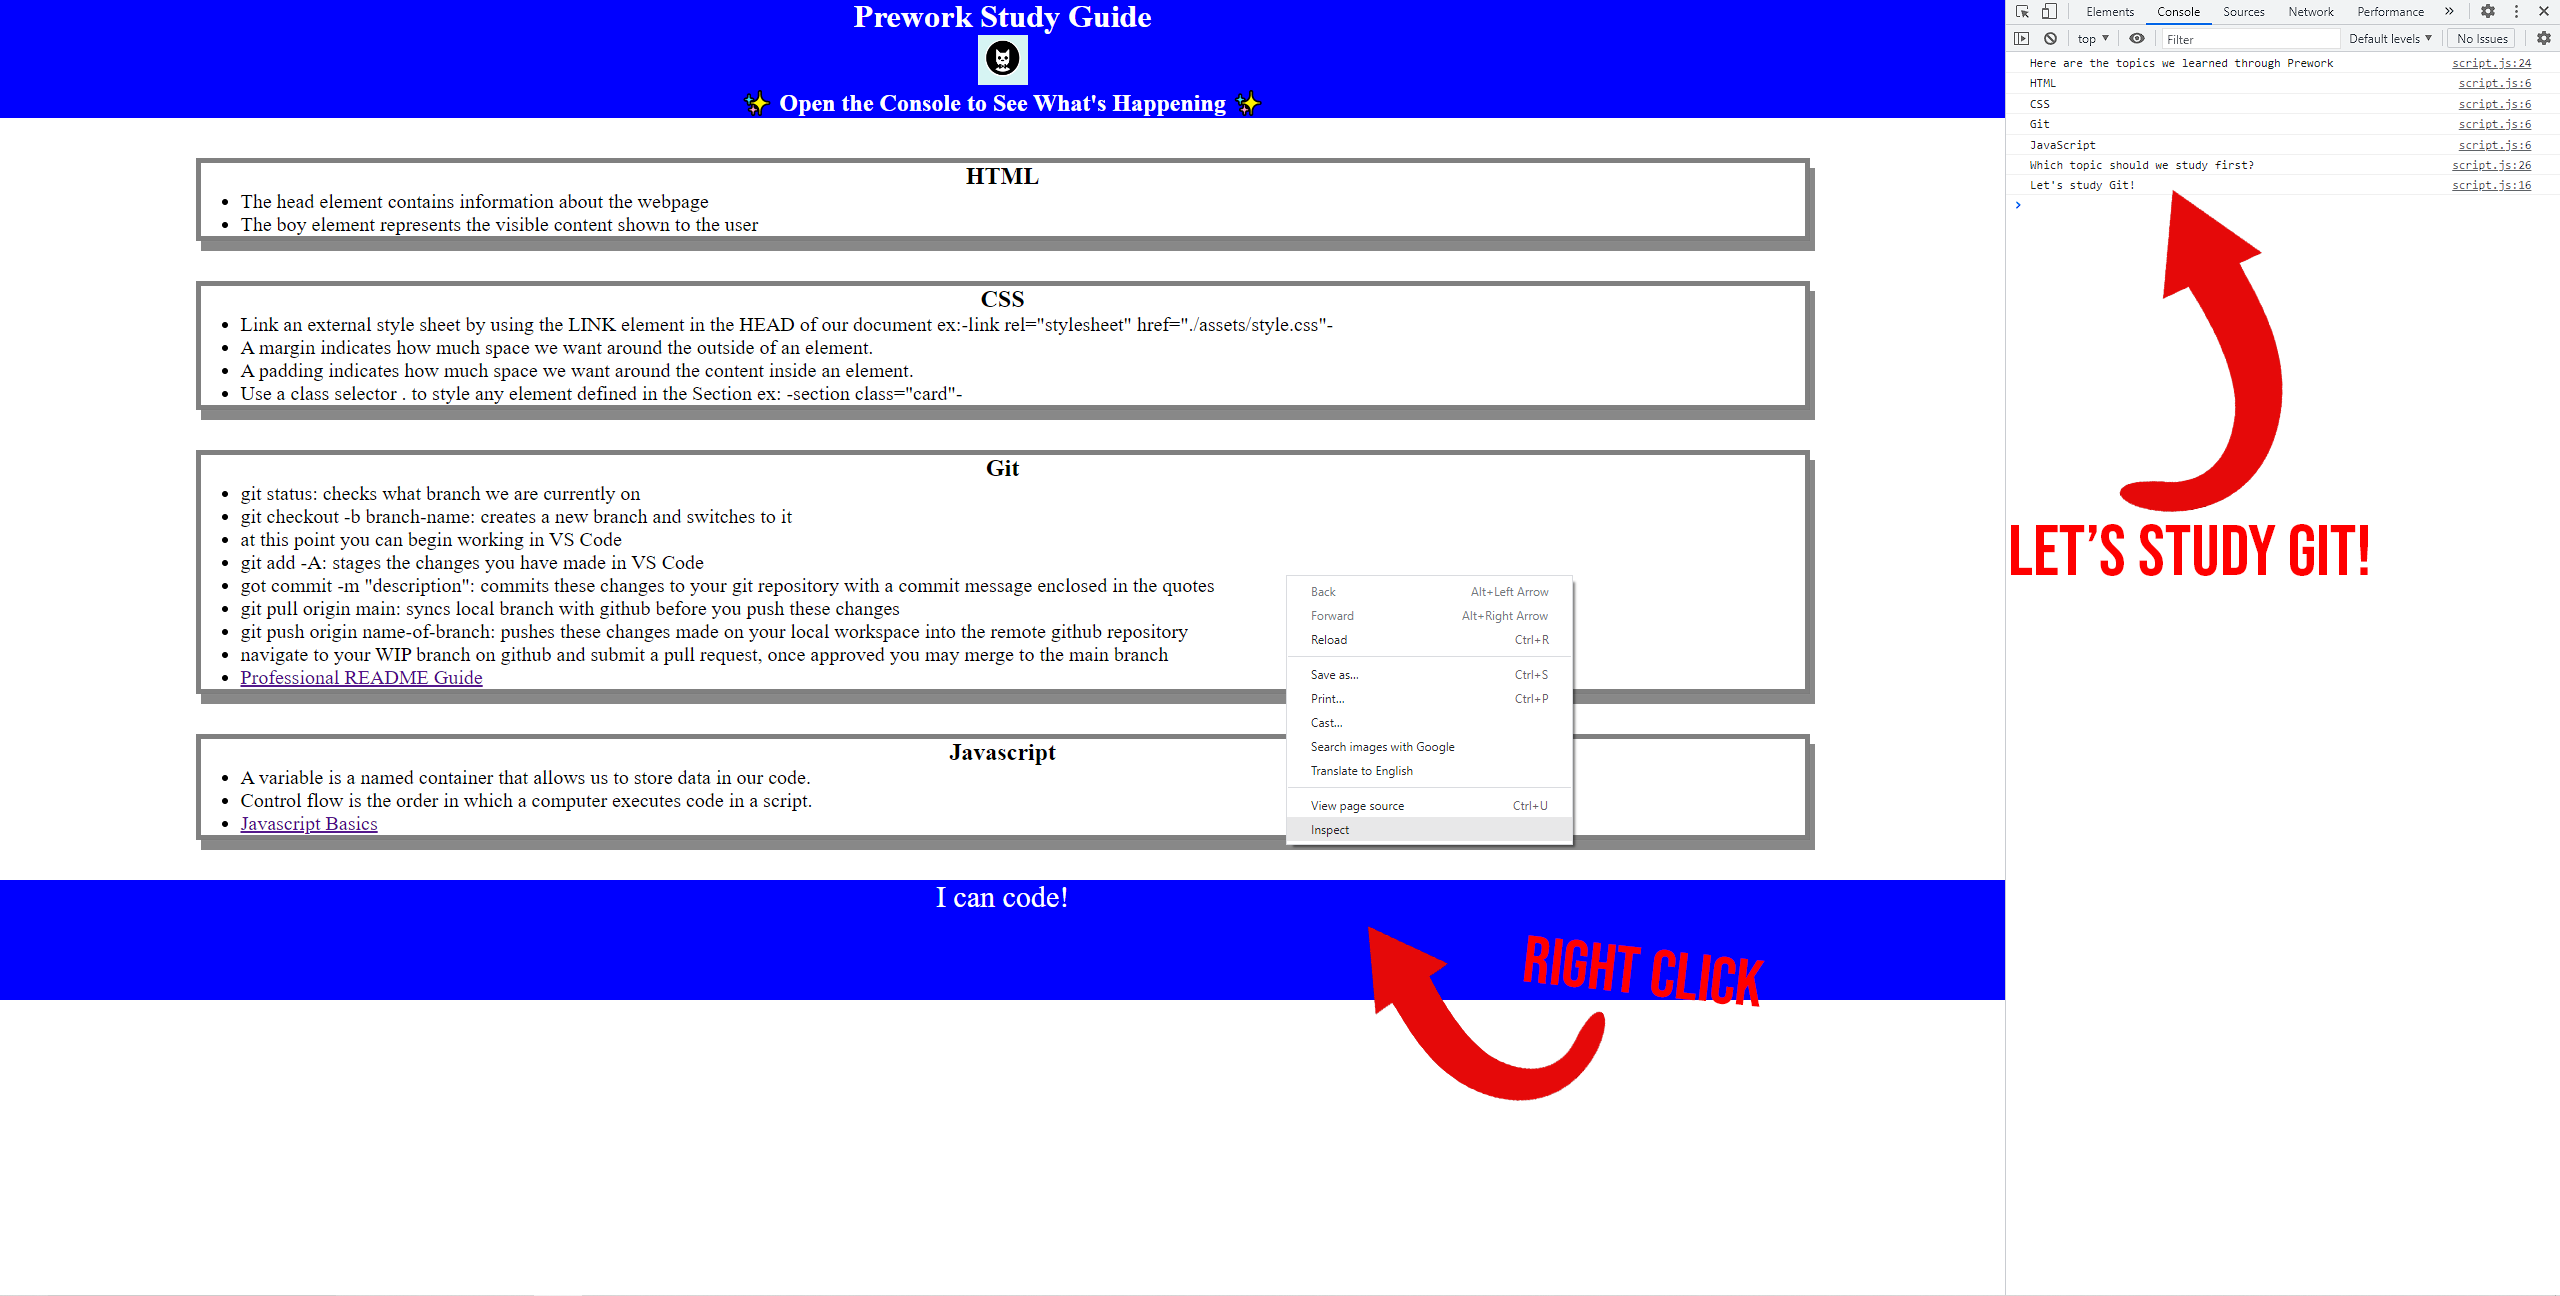 Prework Study Guide
✨ Open the Console to See What's Happening ✨
HTML
The head element contains information about the webpage
The boy element represents the visible content shown to the user
CSS
Link an external style sheet by using the LINK element in the HEAD of our document ex:-link rel="stylesheet" href="./assets/style.css"-
A margin indicates how much space we want around the outside of an element.
A padding indicates how much space we want around the content inside an element.
Use a class selector . to style any element defined in the Section ex: -section class="card"-
Git
git status: checks what branch we are currently on
git checkout -b branch-name: creates a new branch and switches to it
at this point you can begin working in VS Code
git add -A: stages the changes you have made in VS Code
got commit -m "description": commits these changes to your git repository with a commit message enclosed in the quotes
git pull origin main: syncs local branch with github before you push these changes
git push origin name-of-branch: pushes these changes made on your local workspace into the remote github repository
navigate to your WIP branch on github and submit a pull request, once approved you may merge to the main branch
Professional README Guide
Javascript
A variable is a named container that allows us to store data in our code.
Control flow is the order in which a computer executes code in a script.
Javascript Basics
Back Alt+Left Arrow
Forward Alt+Right Arrow
Reload Ctrl+R
Save as... Ctrl+S
Print... Ctrl+P
Cast...
Search images with Google
Translate to English
View page source Ctrl+U
Inspect
I can code!
RIGHT CLICK
Elements Console Sources Network Performance »
top ▼ Filter Default levels ▼ No Issues
Here are the topics we learned through Prework script.js:24
HTML script.js:6
CSS script.js:6
Git script.js:6
JavaScript script.js:6
Which topic should we study first? script.js:26
Let's study Git! script.js:16
>
LET'S STUDY GIT!